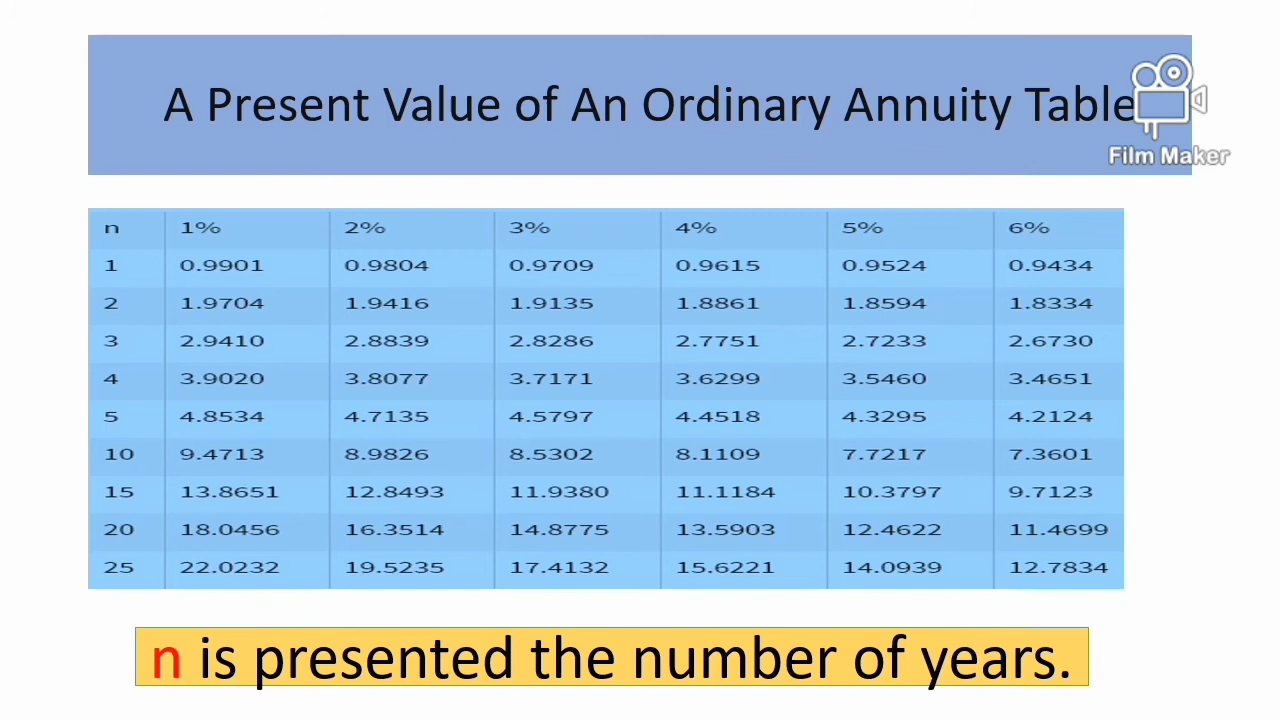 A Present Value of An Ordinary Annuity Table
Film Maker
n 1% 2% 3% 4% 5% 6%
1 0.9901 0.9804 0.9709 0.9615 0.9524 0.9434
2 1.9704 1.9416 1.9135 1.8861 1.8594 1.8334
3 2.9410 2.8839 2.8286 2.7751 2.7233 2.6730
4 3.9020 3.8077 3.7171 3.6299 3.5460 3.4651
5 4.8534 4.7135 4.5797 4.4518 4.3295 4.2124
10 9.4713 8.9826 8.5302 8.1109 7.7217 7.3601
15 13.8651 12.8493 11.9380 11.1184 10.3797 9.7123
20 18.0456 16.3514 14.8775 13.5903 12.4622 11.4699
25 22.0232 19.5235 17.4132 15.6221 14.0939 12.7834
n is presented the number of years.